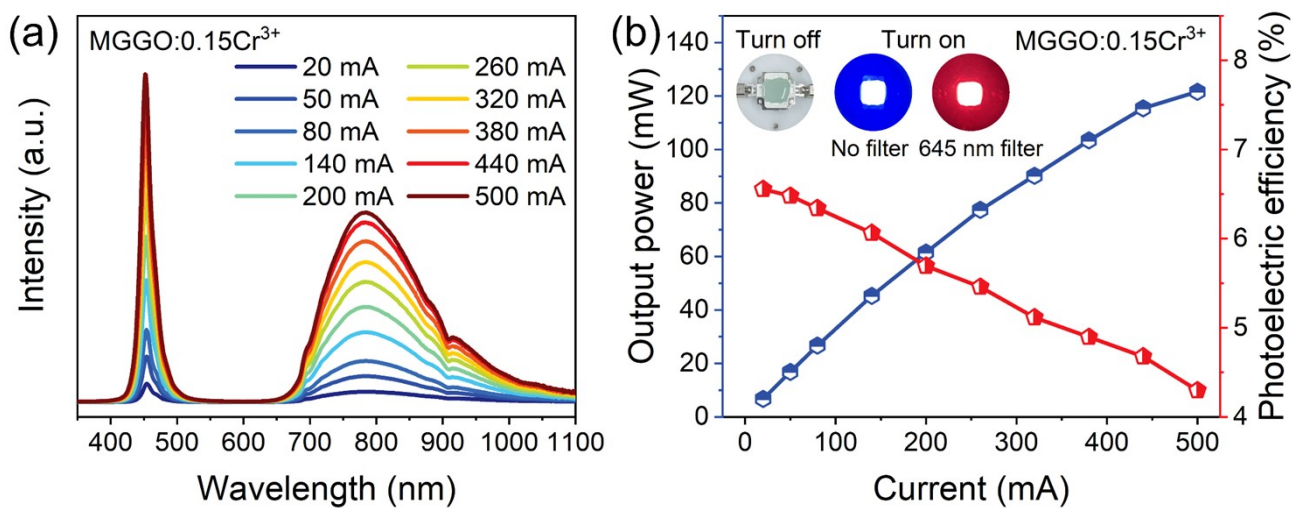 (a)
MGGO:0.15Cr³⁺
20 mA
50 mA
80 mA
140 mA
200 mA
260 mA
320 mA
380 mA
440 mA
500 mA
Intensity (a.u.)
400 500 600 700 800 900 1000 1100
Wavelength (nm)
(b)
Turn off Turn on MGGO:0.15Cr³⁺
No filter 645 nm filter
Output power (mW)
140
120
100
80
60
40
20
0
Photoelectric efficiency (%)
8
7
6
5
4
0 100 200 300 400 500
Current (mA)